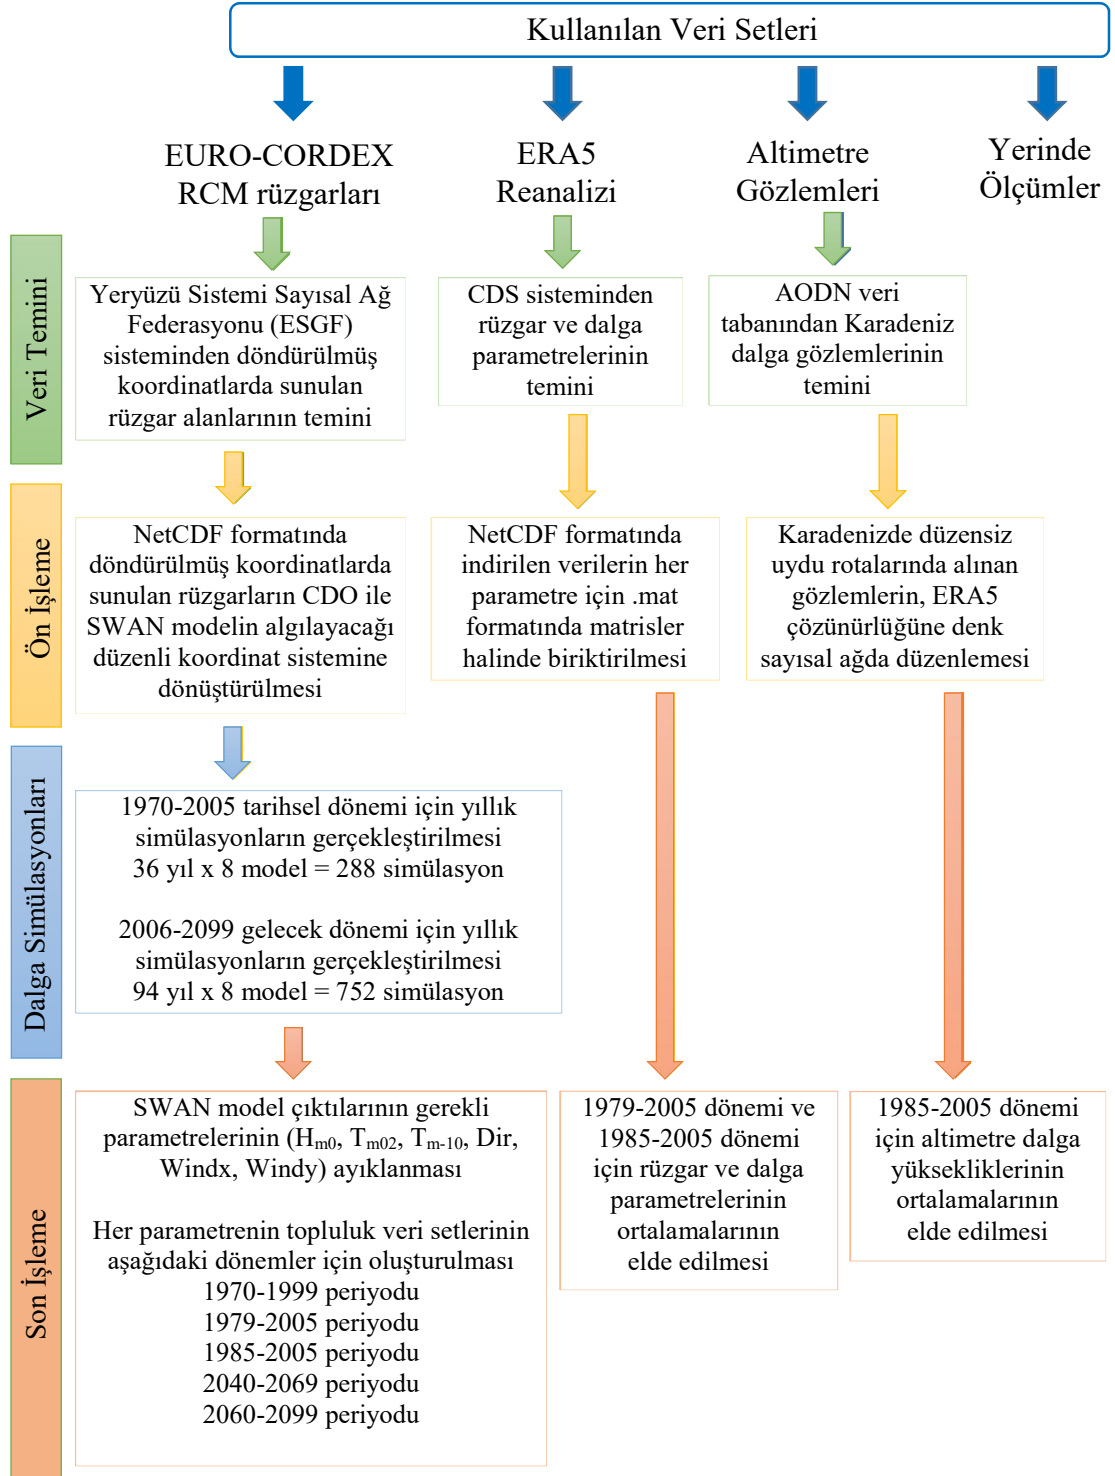 Kullanılan Veri Setleri
EURO-CORDEX
RCM rüzgarları
ERA5
Reanalizi
Altimetre
Gözlemleri
Yerinde
Ölçümler
Veri Temini
Yeryüzü Sistemi Sayısal Ağ
Federasyonu (ESGF)
sisteminden döndürülmüş
koordinatlarda sunulan
rüzgar alanlarının temini
CDS sisteminden
rüzgar ve dalga
parametrelerinin
temini
AODN veri
tabanından Karadeniz
dalga gözlemlerinin
temini
Ön İşleme
NetCDF formatında
döndürülmüş koordinatlarda
sunulan rüzgarların CDO ile
SWAN modelin algılayacağı
düzenli koordinat sistemine
dönüştürülmesi
NetCDF formatında
indirilen verilerin her
parametre için .mat
formatında matrisler
halinde biriktirilmesi
Karadenizde düzensiz
uydu rotalarında alınan
gözlemlerin, ERA5
çözünürlüğüne denk
sayısal ağda düzenlemesi
Dalga Simülasyonları
1970-2005 tarihsel dönemi için yıllık
simülasyonların gerçekleştirilmesi
36 yıl x 8 model = 288 simülasyon
2006-2099 gelecek dönemi için yıllık
simülasyonların gerçekleştirilmesi
94 yıl x 8 model = 752 simülasyon
Son İşleme
SWAN model çıktılarının gerekli
parametrelerinin (Hm0, Tm02, Tm-10, Dir,
Windx, Windy) ayıklanması
Her parametrenin topluluk veri setlerinin
aşağıdaki dönemler için oluşturulması
1970-1999 periyodu
1979-2005 periyodu
1985-2005 periyodu
2040-2069 periyodu
2060-2099 periyodu
1979-2005 dönemi ve
1985-2005 dönemi
için rüzgar ve dalga
parametrelerinin
ortalamalarının
elde edilmesi
1985-2005 dönemi
için altimetre dalga
yüksekliklerinin
ortalamalarının
elde edilmesi